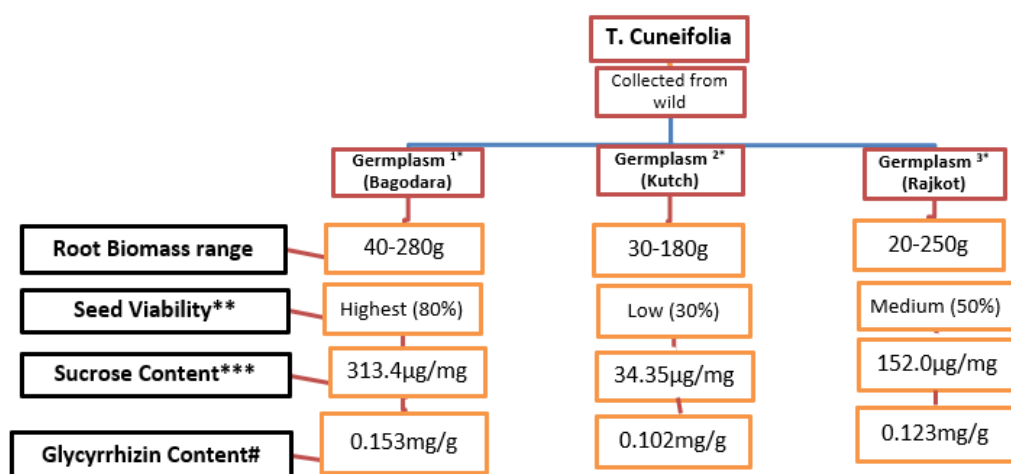 T. Cuneifolia
Collected from
wild
Germplasm 1*
(Bagodara)
Germplasm 2*
(Kutch)
Germplasm 3*
(Rajkot)
Root Biomass range
40-280g
30-180g
20-250g
Seed Viability**
Highest (80%)
Low (30%)
Medium (50%)
Sucrose Content***
313.4µg/mg
34.35µg/mg
152.0µg/mg
Glycyrrhizin Content#
0.153mg/g
0.102mg/g
0.123mg/g